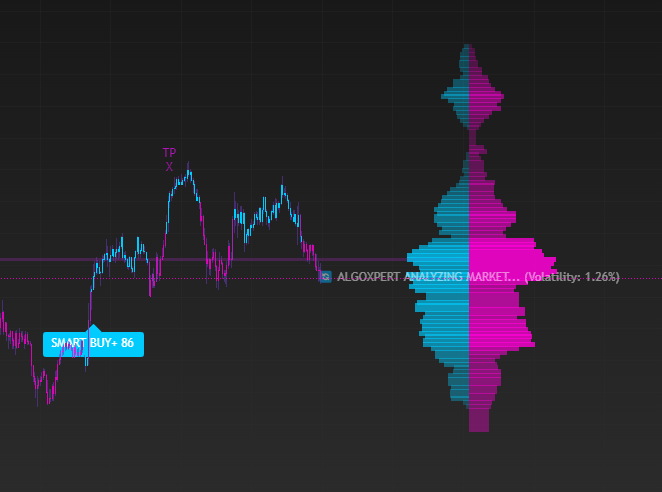 TP
X
ALGOXPERT ANALYZING MARKET... (Volatility: 1.26%)
SMART BUY+ 86